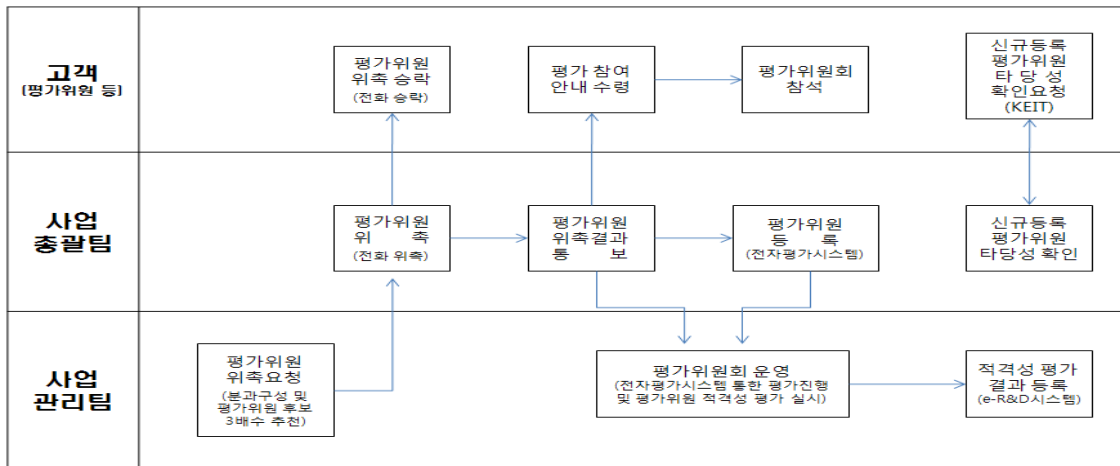 고객
(평가위원 등)
평가위원
위촉 승락
(전화 승락)
평가 참여
안내 수령
평가위원회
참석
신규등록
평가위원
타 당 성
확인요청
(KEIT)
사업
총괄팀
평가위원
위 촉
(전화 위촉)
평가위원
위촉결과
통 보
평가위원
등 록
(전자평가시스템)
신규등록
평가위원
타당성 확인
사업
관리팀
평가위원
위촉요청
(분과구성 및
평가위원 후보
3배수 추천)
평가위원회 운영
(전자평가시스템 통한 평가진행
및 평가위원 적격성 평가 실시)
적격성 평가
결과 등록
(e-R&D시스템)